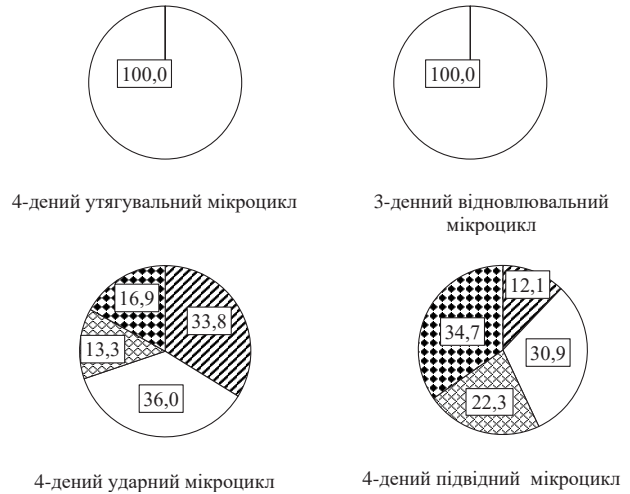 100,0
100,0
4-дений утягувальний мікроцикл
3-денний відновлювальний
мікроцикл
16,9
33,8
13,3
36,0
12,1
34,7
30,9
22,3
4-дений ударний мікроцикл
4-дений підвідний мікроцикл